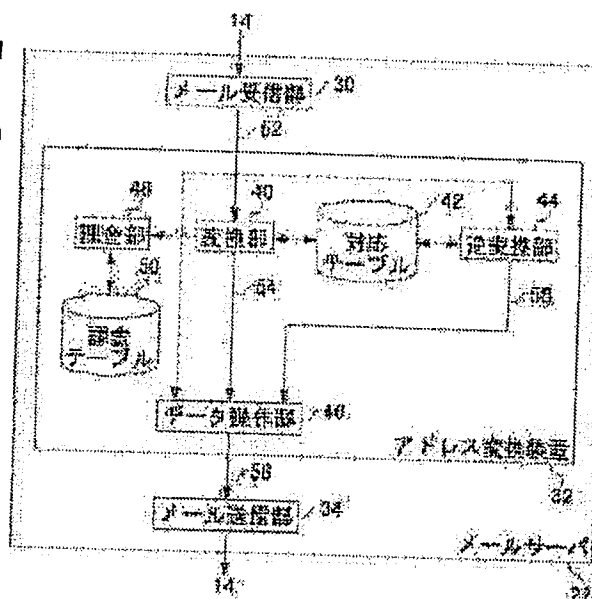 14
メール受信部 30
52
48 40 42 44
課金部 変換部 対応テーブル 逆変換部
50 54
課金テーブル
データ操作部 46
アドレス変換装置
32
56
メール送信部 34
メールサーバ
14